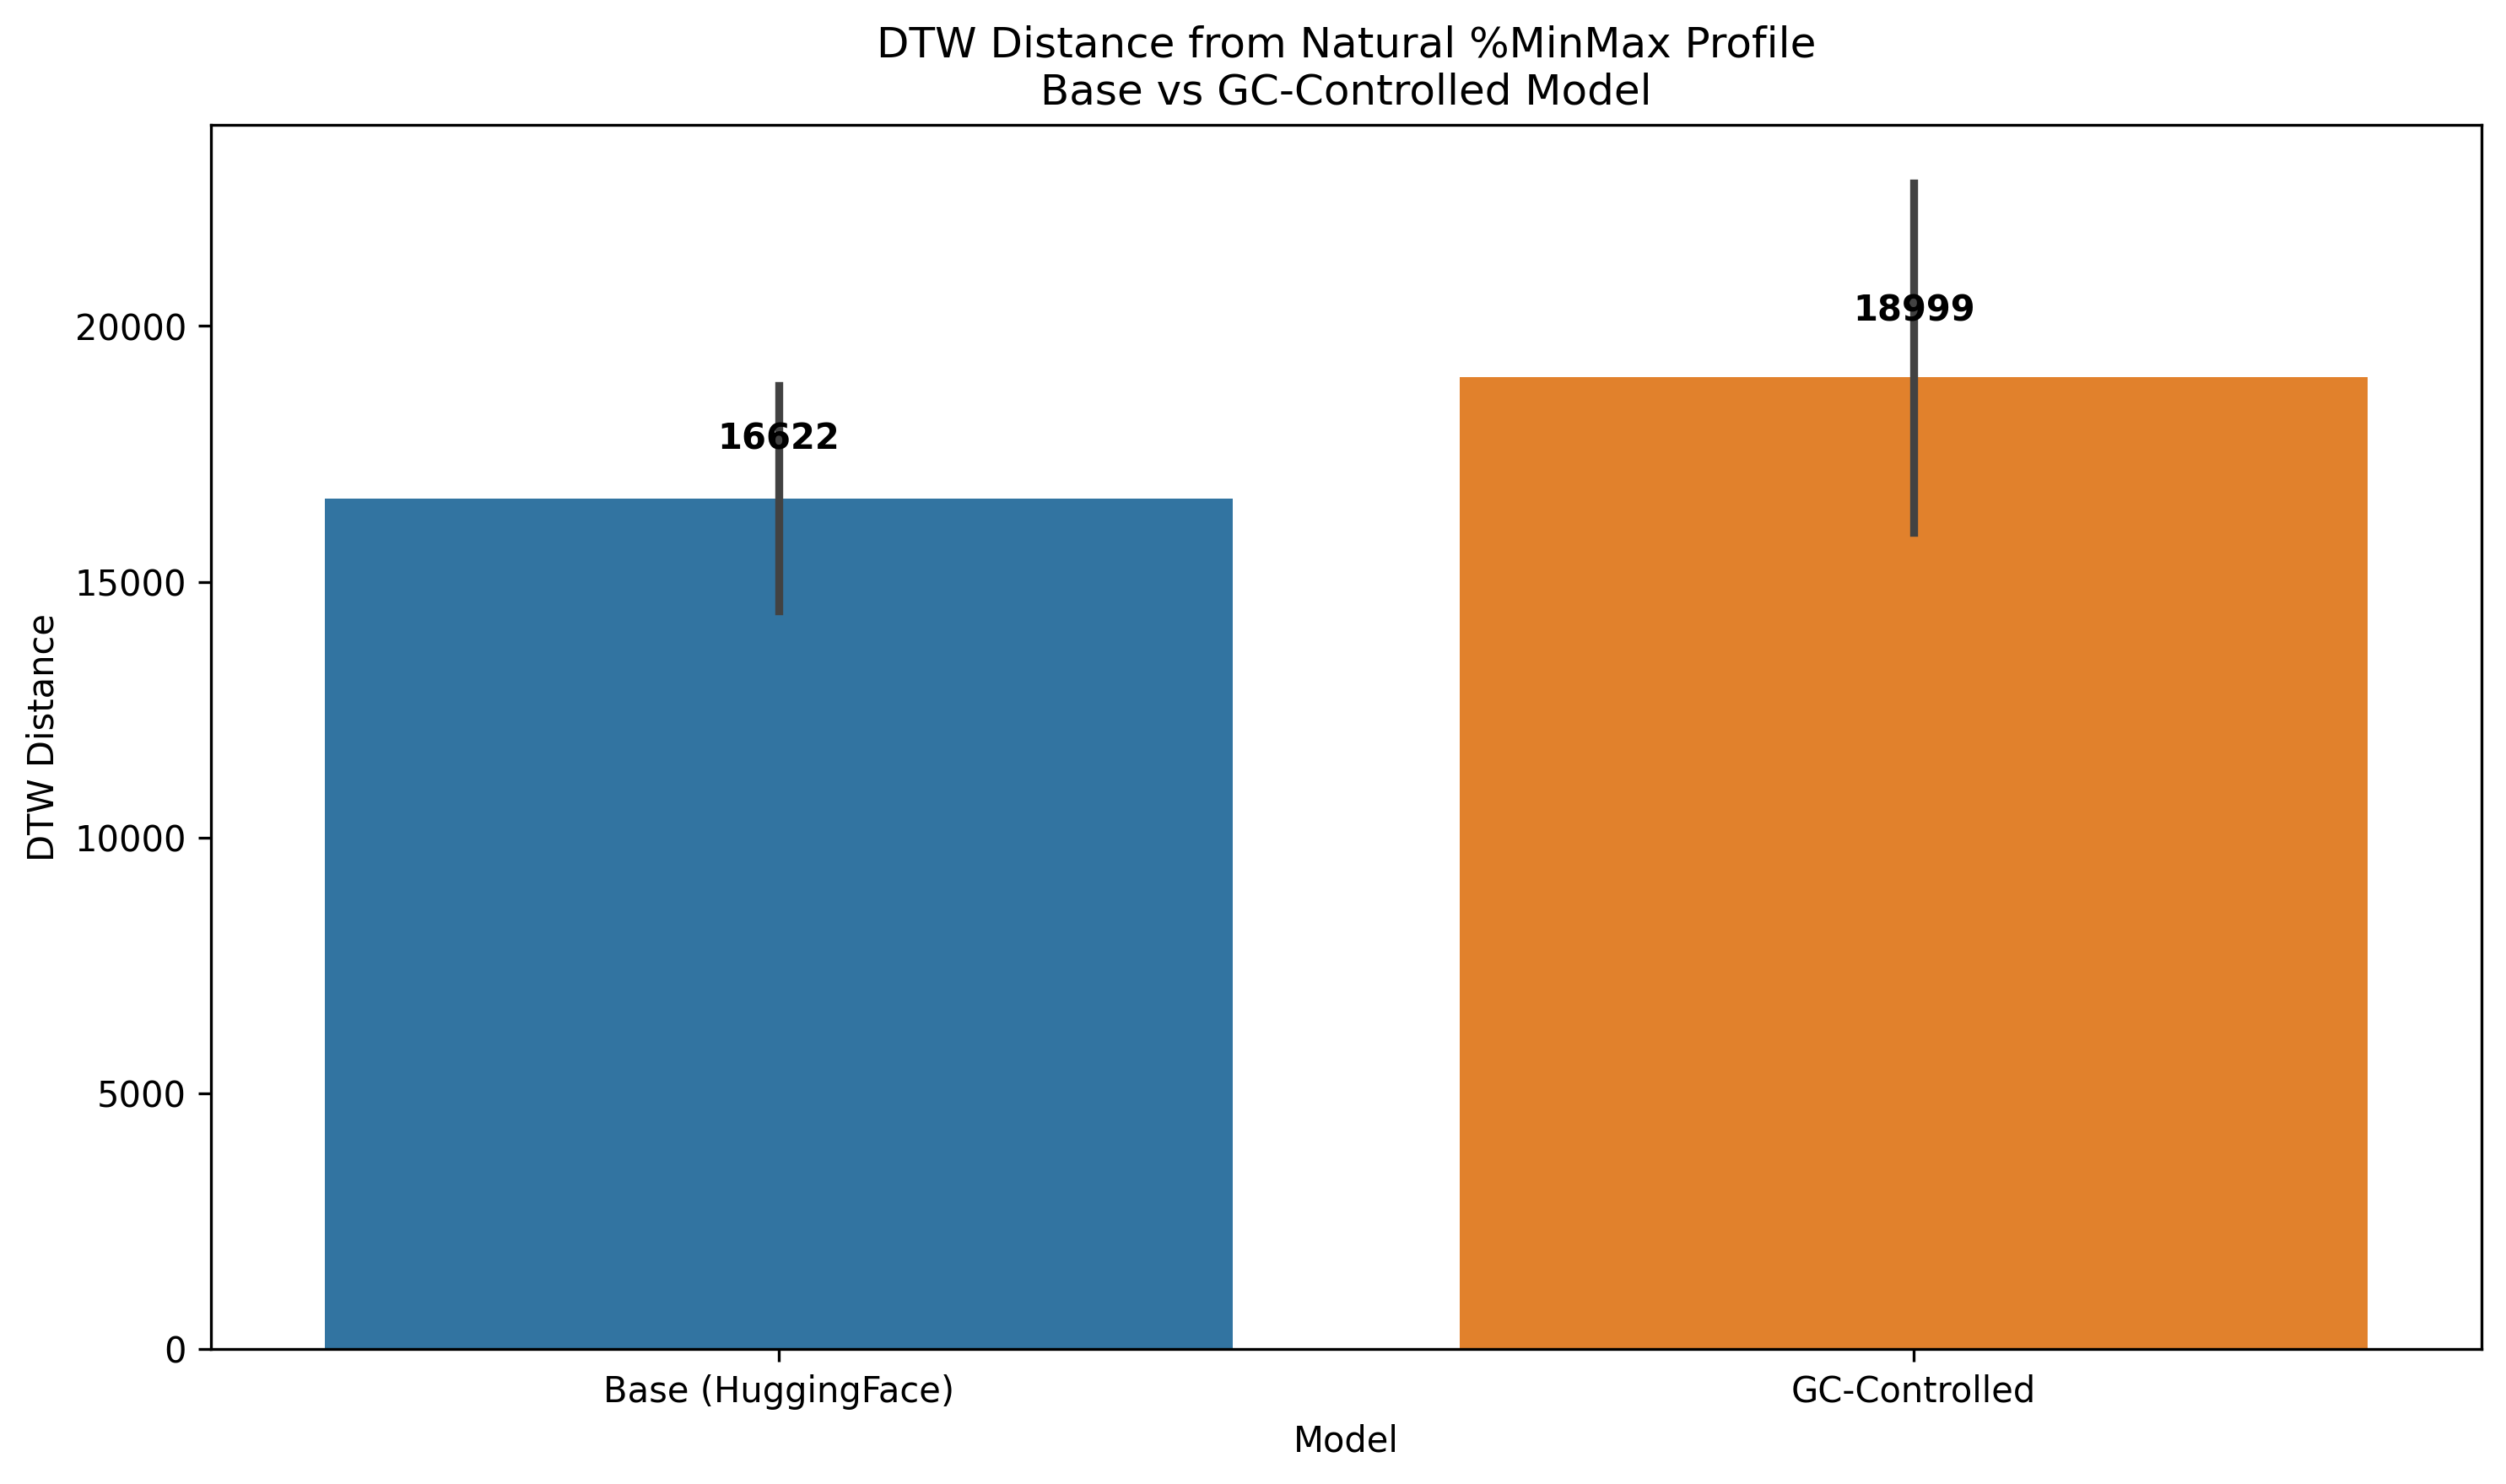 DTW Distance from Natural %MinMax Profile
Base vs GC-Controlled Model
DTW Distance
20000
15000
10000
5000
0
16622
18999
Base (HuggingFace)
GC-Controlled
Model